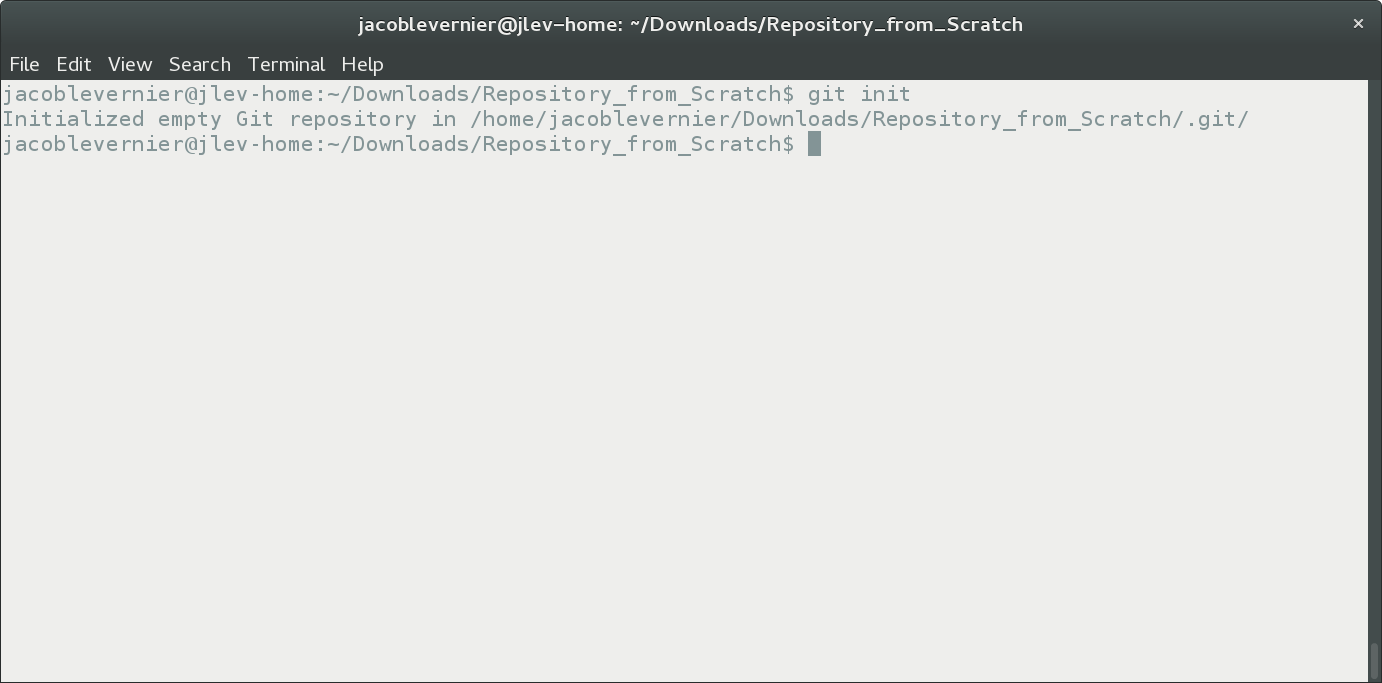 jacoblevernier@jlev-home: ~/Downloads/Repository_from_Scratch ×
File Edit View Search Terminal Help
jacoblevernier@jlev-home:~/Downloads/Repository_from_Scratch$ git init
Initialized empty Git repository in /home/jacoblevernier/Downloads/Repository_from_Scratch/.git/
jacoblevernier@jlev-home:~/Downloads/Repository_from_Scratch$